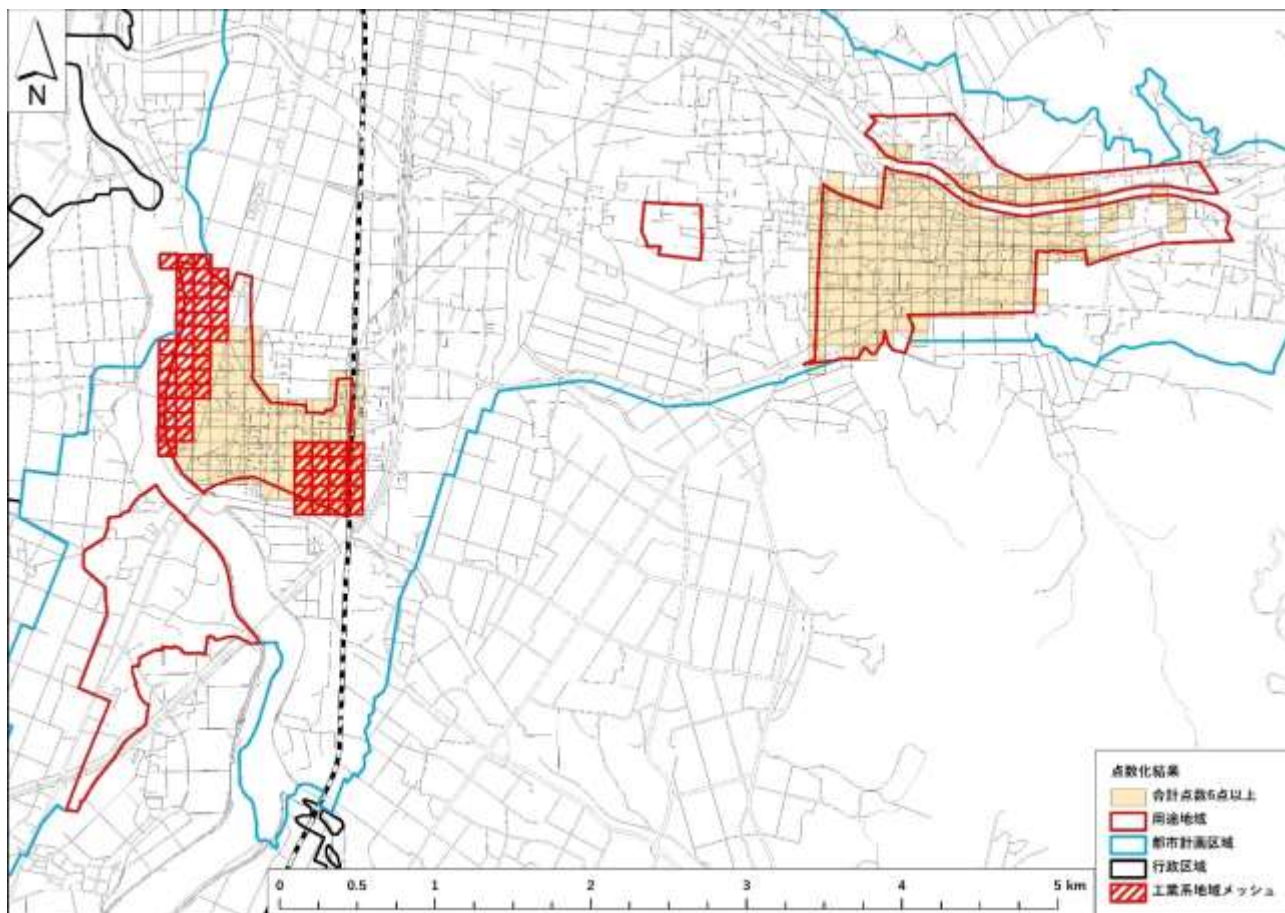 N
点数化結果
合計点数6点以上
用途地域
都市計画区域
行政区域
工業系地域メッシュ
0 0.5 1 2 3 4 5 km